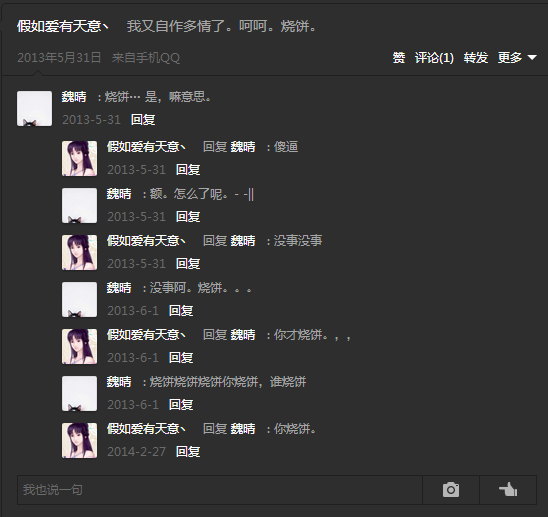 假如爱有天意丶 我又自作多情了。呵呵。烧饼。
2013年5月31日 来自手机QQ 赞 评论(1) 转发 更多
魏晴 : 烧饼… 是，嘛意思。
2013-5-31 回复
假如爱有天意丶 回复 魏晴 : 傻逼
2013-5-31 回复
魏晴 : 额。怎么了呢。- -||
2013-5-31 回复
假如爱有天意丶 回复 魏晴 : 没事没事
2013-5-31 回复
魏晴 : 没事阿。烧饼。。。
2013-6-1 回复
假如爱有天意丶 回复 魏晴 : 你才烧饼。，，
2013-6-1 回复
魏晴 : 烧饼烧饼烧饼你烧饼，谁烧饼
2013-6-1 回复
假如爱有天意丶 回复 魏晴 : 你烧饼。
2014-2-27 回复
我也说一句